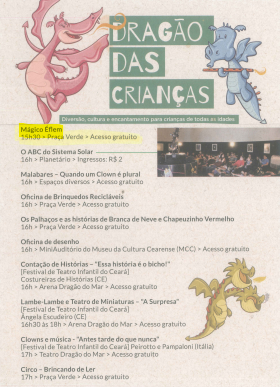 DRAGÃO
DAS
CRIANÇAS
Divendo, cultura e encantamento para crianças de todas as idades
Mágico Éflem
15h30 > Praça Verde > Acesso gratuito
O ABC do Sistema Solar
16h > Planetário > Ingressos: R$ 2
Malabares – Quando um Clown é plural
16h > Espaços diversos > Acesso gratuito
Oficina de Brinquedos Recicláveis
16h > Praça Verde > Acesso gratuito
Os Palhaços e as histórias de Branca de Neve e Chapeuzinho Vermelho
16h > Praça Verde > Acesso gratuito
Oficina de desenho
16h > MiniAuditório do Museu da Cultura Cearense (MCC) > Acesso gratuito
Contação de Histórias – "Essa história é o bicho!"
[Festival de Teatro Infantil do Ceará]
Costureiras de Histórias (CE)
16h > Arena Dragão do Mar > Acesso gratuito
Lambe-Lambe e Teatro de Miniaturas – "A Surpresa"
[Festival de Teatro Infantil do Ceará]
Ângela Escudeiro (CE)
16h30 às 18h > Arena Dragão do Mar > Acesso gratuito
Clowns e música - "Antes tarde do que nunca"
[Festival de Teatro Infantil do Ceará] Peirotto e Pampaloni (Itália)
17h > Teatro Dragão do Mar > Acesso gratuito
Circo – Brincando de Ler
17h > Praça Verde > Acesso gratuito